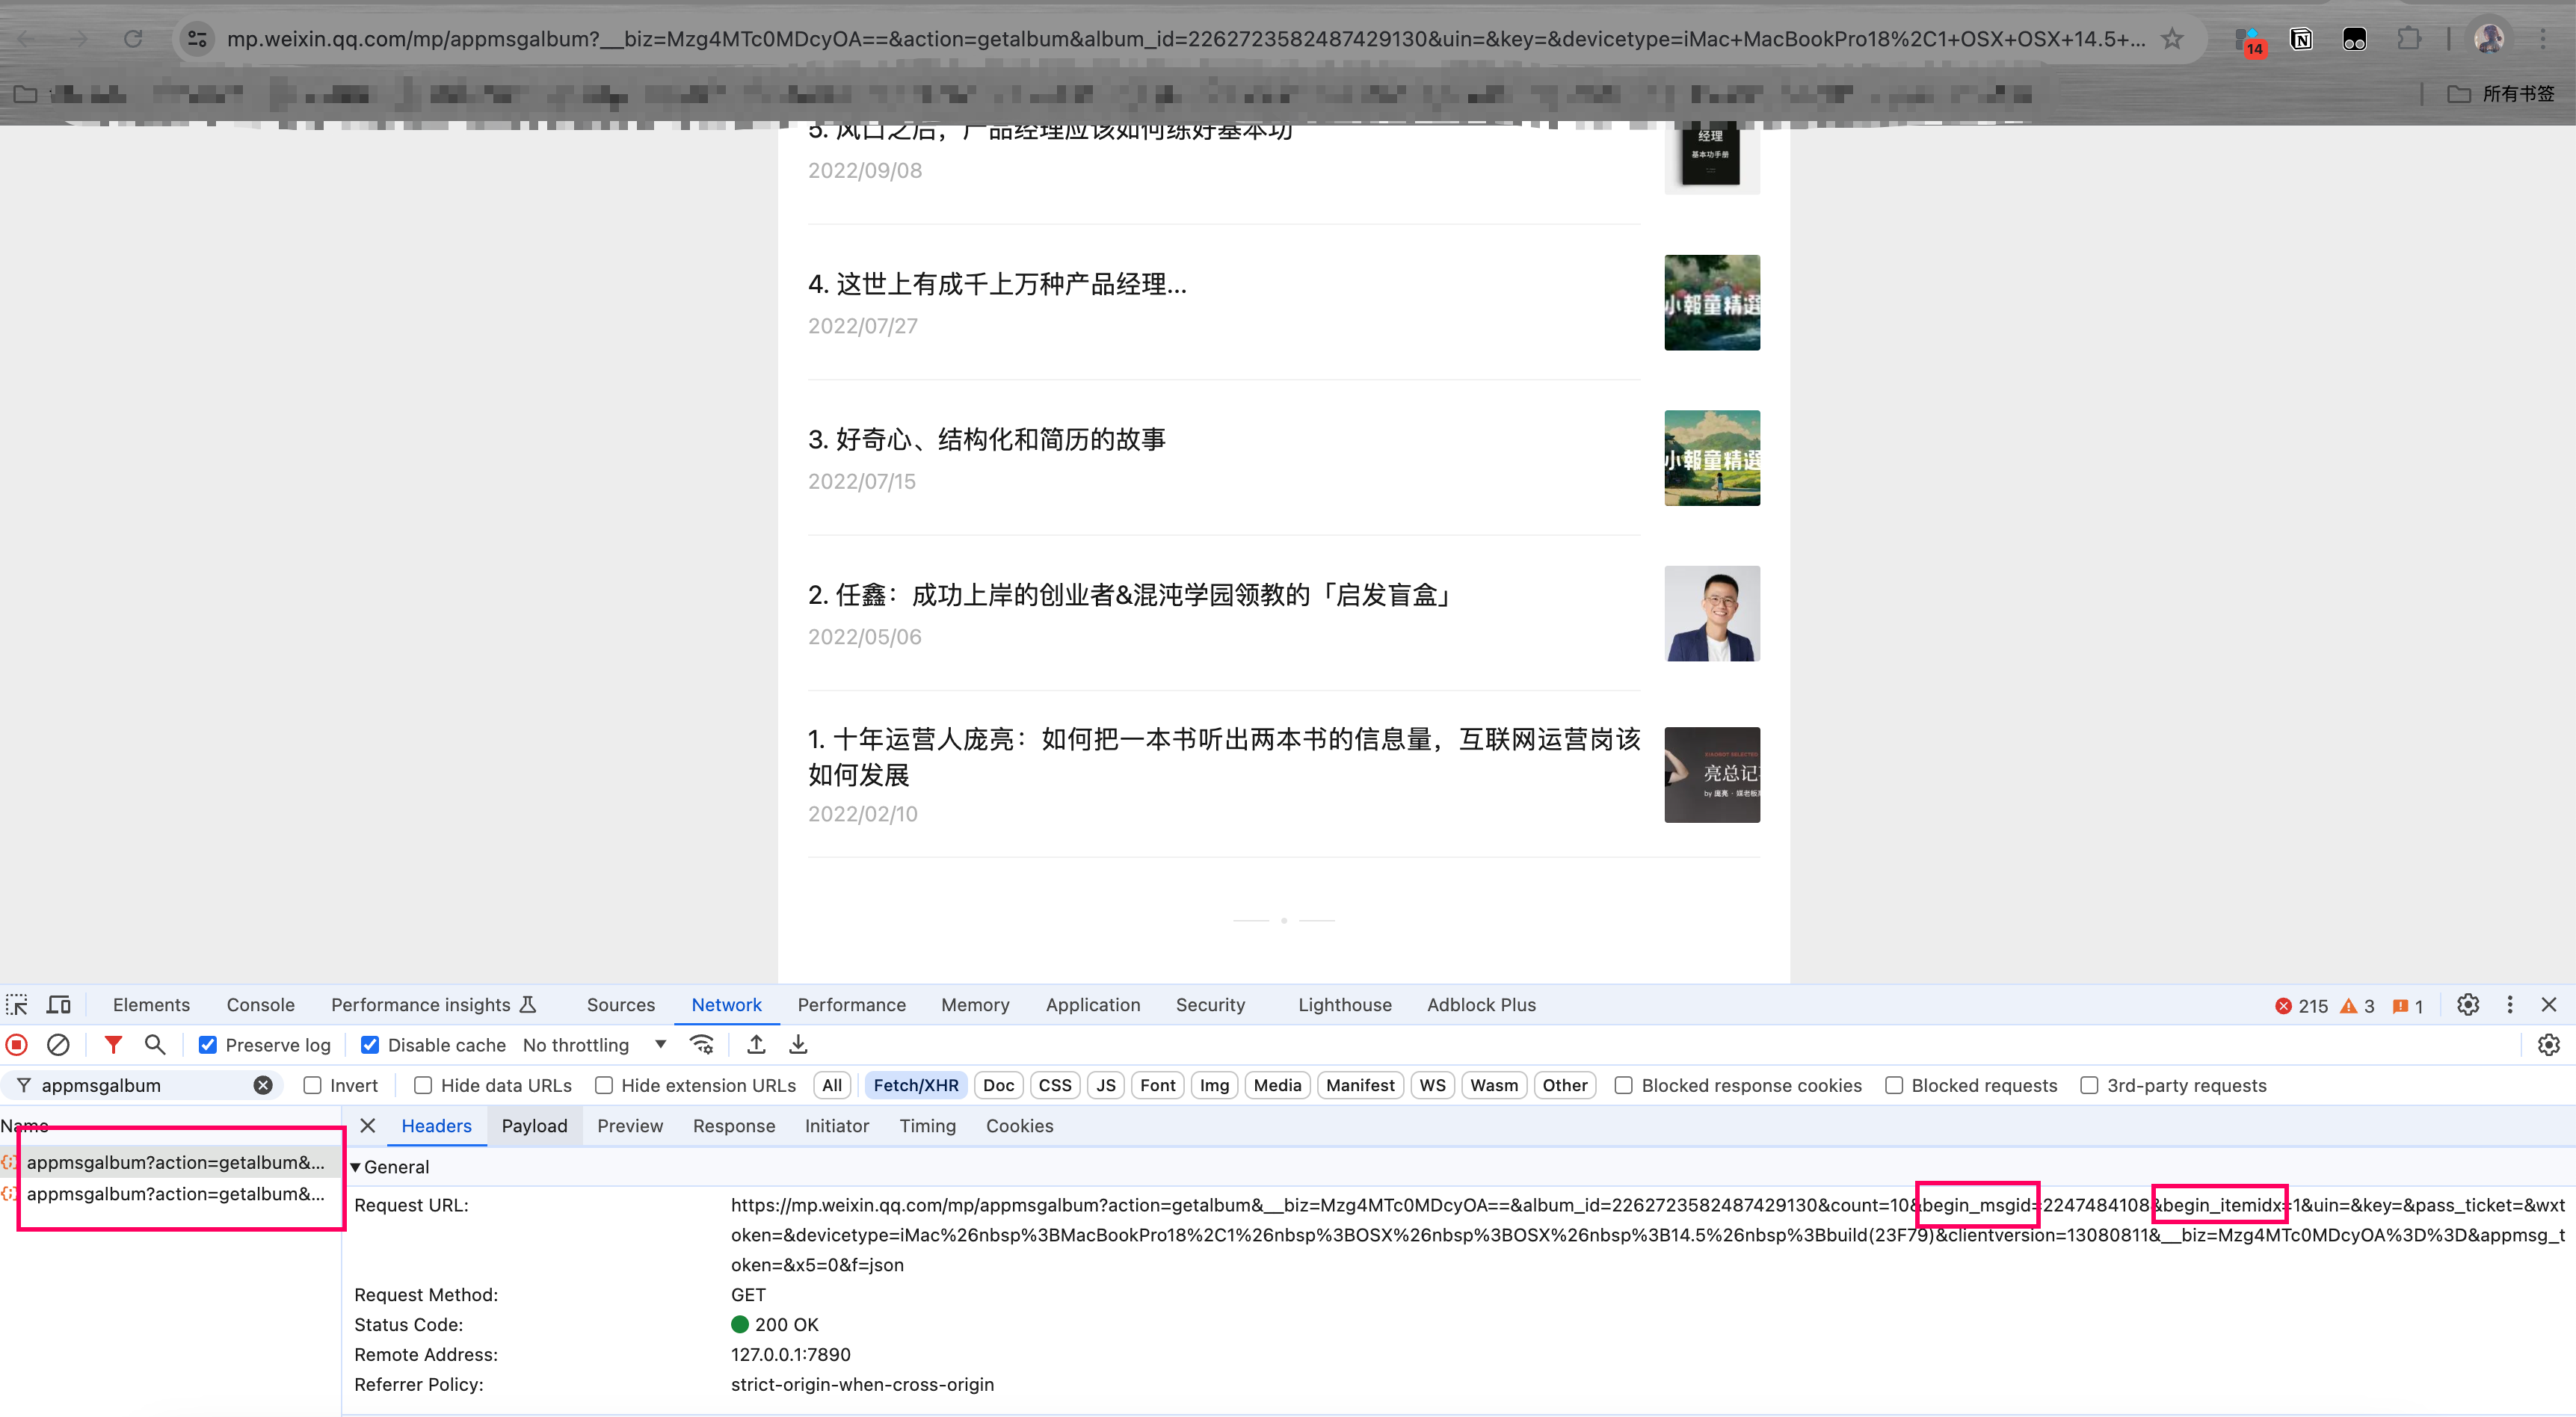 mp.weixin.qq.com/mp/appmsgalbum?__biz=Mzg4MTc0MDcyOA==&action=getalbum&album_id=2262723582487429130&uin=&key=&devicetype=iMac+MacBookPro18%2C1+OSX+OSX+14.5+...
14
所有书签
5. 风口之后，产品经理应该如何练好基本功
2022/09/08
经理
基本功手册
4. 这世上有成千上万种产品经理...
2022/07/27
小報童精選
3. 好奇心、结构化和简历的故事
2022/07/15
小報童精選
2. 任鑫：成功上岸的创业者&混沌学园领教的「启发盲盒」
2022/05/06
1. 十年运营人庞亮：如何把一本书听出两本书的信息量，互联网运营岗该
如何发展
2022/02/10
亮总记
Elements Console Performance insights Sources Network Performance Memory Application Security Lighthouse Adblock Plus 215 3 1
Preserve log Disable cache No throttling
appmsgalbum Invert Hide data URLs Hide extension URLs All Fetch/XHR Doc CSS JS Font Img Media Manifest WS Wasm Other Blocked response cookies Blocked requests 3rd-party requests
Name Headers Payload Preview Response Initiator Timing Cookies
appmsgalbum?action=getalbum&...
appmsgalbum?action=getalbum&...
General
Request URL: https://mp.weixin.qq.com/mp/appmsgalbum?action=getalbum&__biz=Mzg4MTc0MDcyOA==&album_id=2262723582487429130&count=10&begin_msgid=2247484108&begin_itemidx=1&uin=&key=&pass_ticket=&wxt
oken=&devicetype=iMac%26nbsp%3BMacBookPro18%2C1%26nbsp%3BOSX%26nbsp%3BOSX%26nbsp%3B14.5%26nbsp%3Bbuild(23F79)&clientversion=13080811&__biz=Mzg4MTc0MDcyOA%3D%3D&appmsg_t
oken=&x5=0&f=json
Request Method: GET
Status Code: 200 OK
Remote Address: 127.0.0.1:7890
Referrer Policy: strict-origin-when-cross-origin